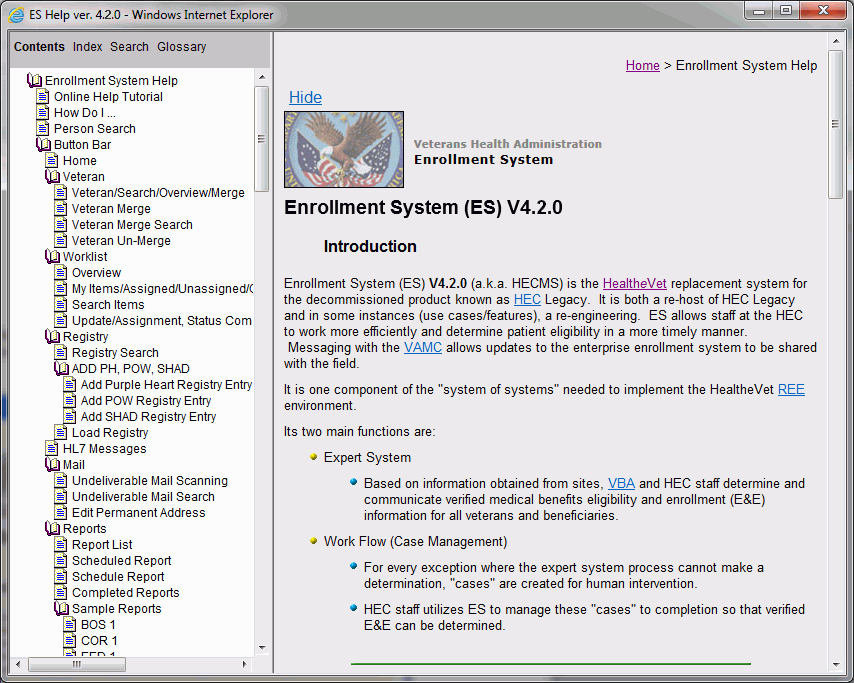 ES Help ver. 4.2.0 - Windows Internet Explorer
Contents Index Search Glossary
Enrollment System Help
Online Help Tutorial
How Do I ...
Person Search
Button Bar
Home
Veteran
Veteran/Search/Overview/Merge
Veteran Merge
Veteran Merge Search
Veteran Un-Merge
Worklist
Overview
My Items/Assigned/Unassigned/
Search Items
Update/Assignment, Status Com
Registry
Registry Search
ADD PH, POW, SHAD
Add Purple Heart Registry Entry
Add POW Registry Entry
Add SHAD Registry Entry
Load Registry
HL7 Messages
Mail
Undeliverable Mail Scanning
Undeliverable Mail Search
Edit Permanent Address
Reports
Report List
Scheduled Report
Schedule Report
Completed Reports
Sample Reports
BOS 1
COR 1
Home > Enrollment System Help
Hide
Veterans Health Administration
Enrollment System
Enrollment System (ES) V4.2.0
Introduction
Enrollment System (ES) V4.2.0 (a.k.a. HECMS) is the HealtheVet replacement system for
the decommissioned product known as HEC Legacy. It is both a re-host of HEC Legacy
and in some instances (use cases/features), a re-engineering. ES allows staff at the HEC
to work more efficiently and determine patient eligibility in a more timely manner.
Messaging with the VAMC allows updates to the enterprise enrollment system to be shared
with the field.
It is one component of the "system of systems" needed to implement the HealtheVet REE
environment.
Its two main functions are:
Expert System
Based on information obtained from sites, VBA and HEC staff determine and
communicate verified medical benefits eligibility and enrollment (E&E)
information for all veterans and beneficiaries.
Work Flow (Case Management)
For every exception where the expert system process cannot make a
determination, "cases" are created for human intervention.
HEC staff utilizes ES to manage these "cases" to completion so that verified
E&E can be determined.